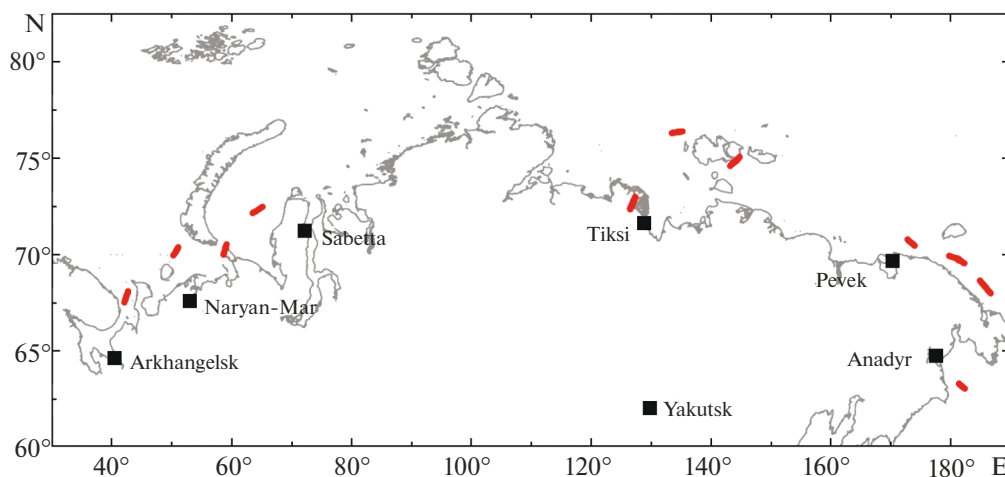 N
80°
75°
70°
65°
60°
Sabetta
Tiksi
Pevek
Naryan-Mar
Arkhangelsk
Anadyr
Yakutsk
40° 60° 80° 100° 120° 140° 160° 180° E